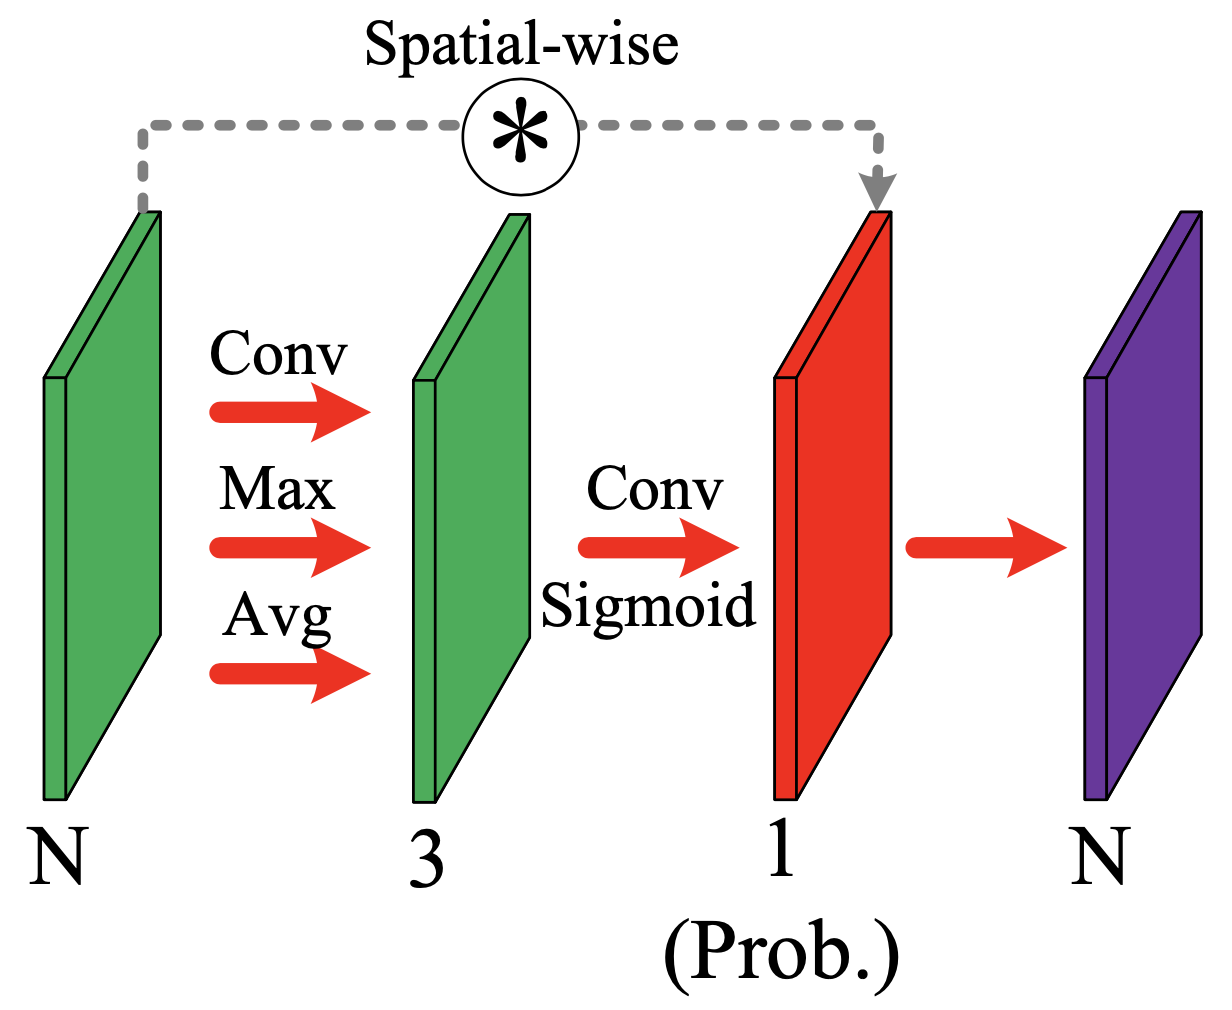 Spatial-wise
*
Conv
Max
Avg
Conv
Sigmoid
N
3
1
N
(Prob.)